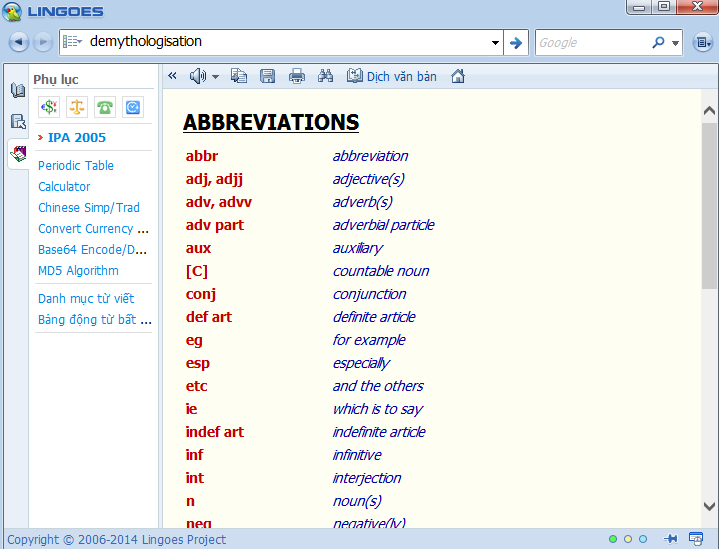 LINGOES
demythologisation
Google
Phụ lục
Dịch văn bản
IPA 2005
Periodic Table
Calculator
Chinese Simp/Trad
Convert Currency ...
Base64 Encode/D...
MD5 Algorithm
Danh mục từ viết
Bảng động từ bất ...
ABBREVIATIONS
abbr abbreviation
adj, adjj adjective(s)
adv, advv adverb(s)
adv part adverbial particle
aux auxiliary
[C] countable noun
conj conjunction
def art definite article
eg for example
esp especially
etc and the others
ie which is to say
indef art indefinite article
inf infinitive
int interjection
n noun(s)
neg negative(ly)
Copyright © 2006-2014 Lingoes Project